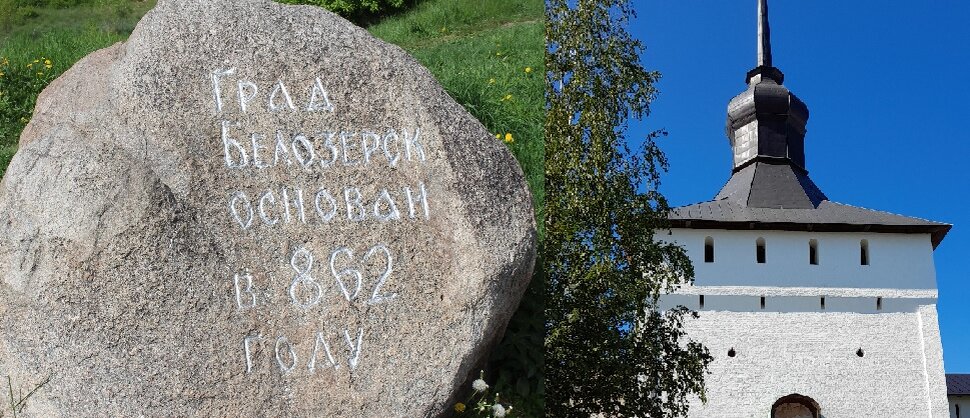 Град
Белозерск
основан
в 862
году